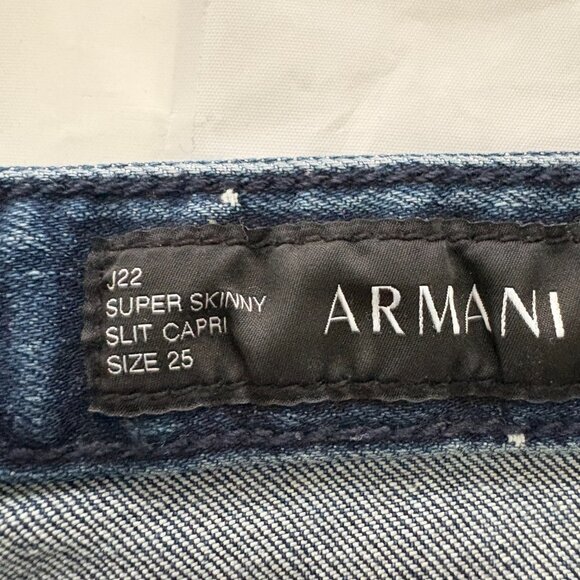 J22
SUPER SKINNY
SLIT CAPRI
SIZE 25
ARMANI